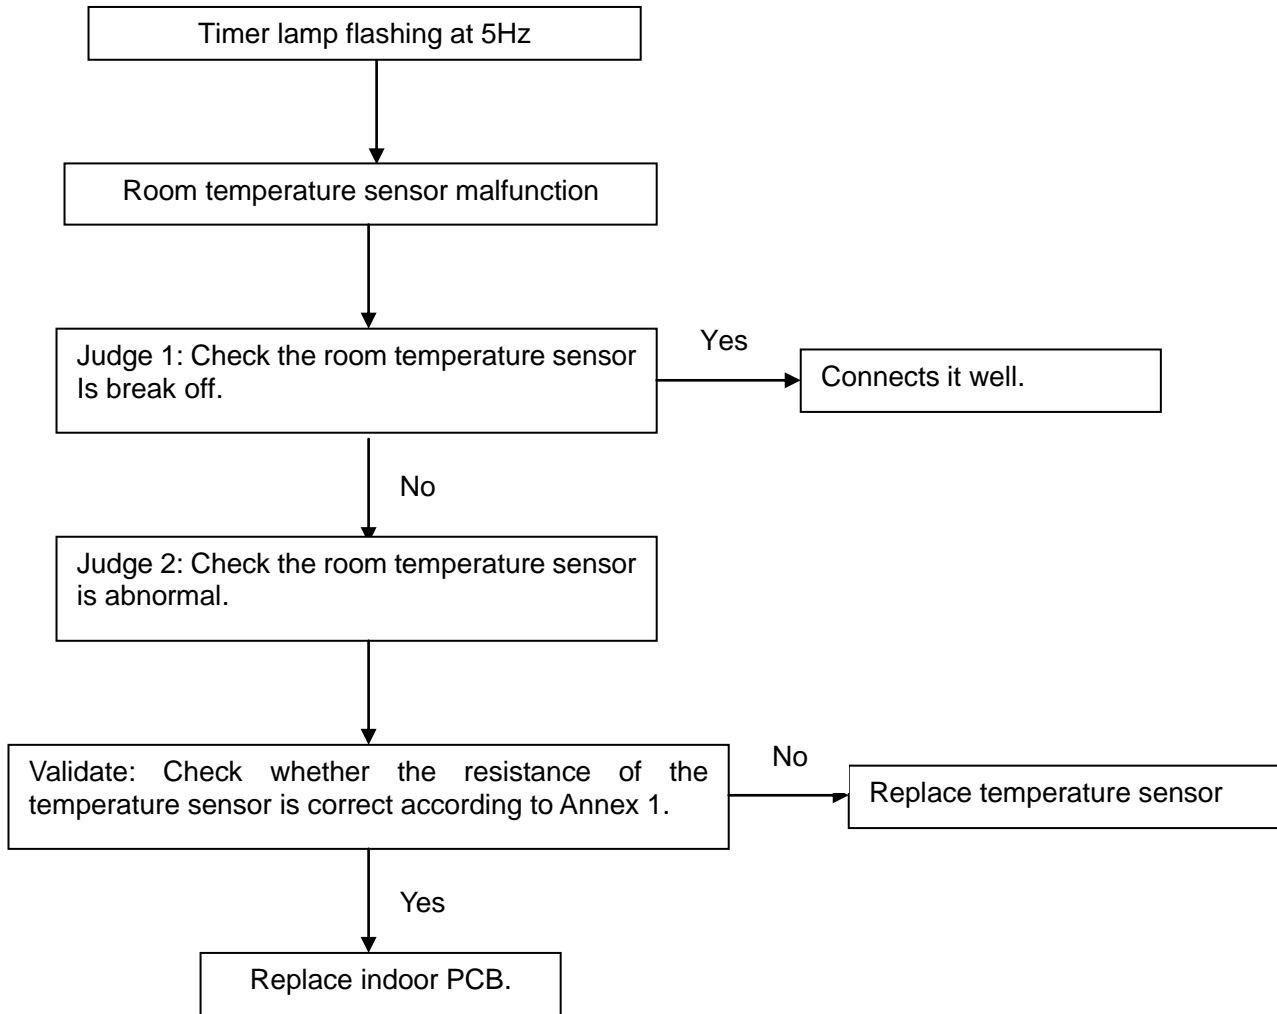 Timer lamp flashing at 5Hz
Room temperature sensor malfunction
Judge 1: Check the room temperature sensor
Is break off.
Yes
Connects it well.
No
Judge 2: Check the room temperature sensor
is abnormal.
Validate: Check whether the resistance of the
temperature sensor is correct according to Annex 1.
No
Replace temperature sensor
Yes
Replace indoor PCB.